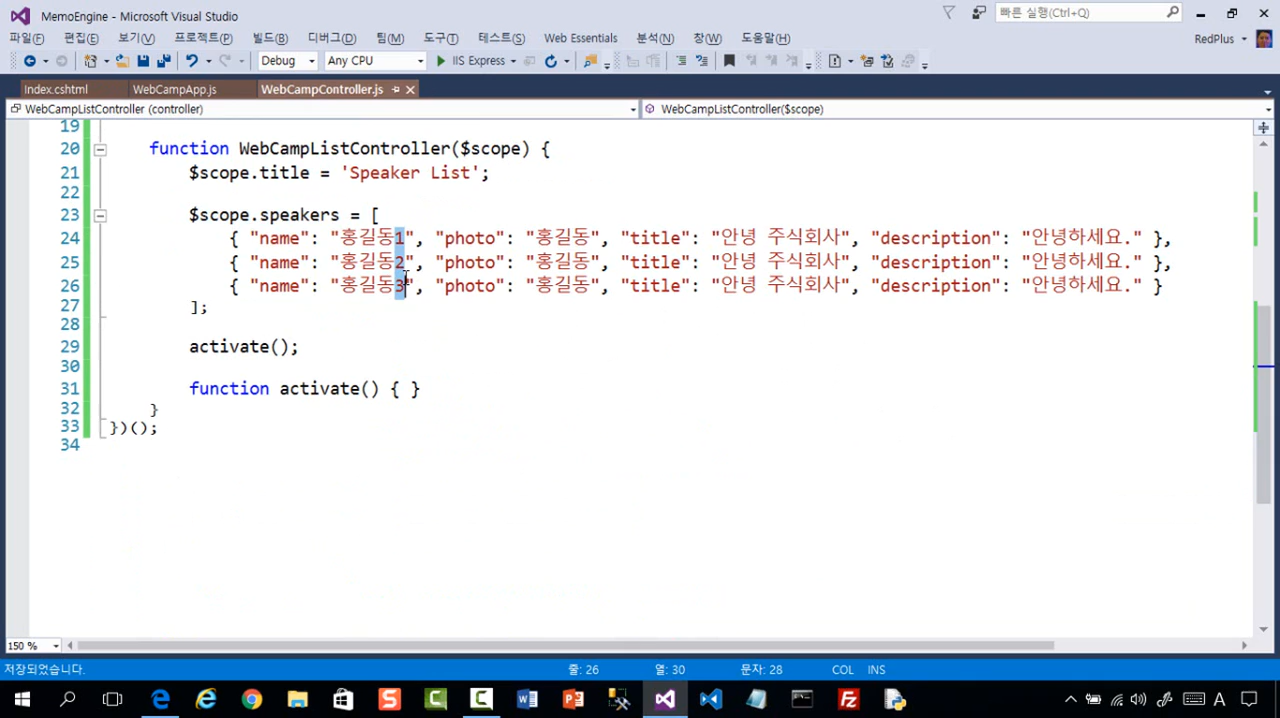 MemoEngine - Microsoft Visual Studio
빠른 실행(Ctrl+Q)
파일(F) 편집(E) 보기(V) 프로젝트(P) 빌드(B) 디버그(D) 팀(M) 도구(T) 테스트(S) Web Essentials 분석(N) 창(W) 도움말(H) RedPlus
Debug Any CPU IIS Express
Index.cshtml WebCampApp.js WebCampController.js
WebCampListController (controller) WebCampListController($scope)
19
20 function WebCampListController($scope) {
21 $scope.title = 'Speaker List';
22
23 $scope.speakers = [
24 { "name": "홍길동1", "photo": "홍길동", "title": "안녕 주식회사", "description": "안녕하세요." },
25 { "name": "홍길동2", "photo": "홍길동", "title": "안녕 주식회사", "description": "안녕하세요." },
26 { "name": "홍길동3", "photo": "홍길동", "title": "안녕 주식회사", "description": "안녕하세요." }
27 ];
28
29 activate();
30
31 function activate() { }
32 }
33 })();
34
150 %
저장되었습니다. 줄: 26 열: 30 문자: 28 COL INS
A